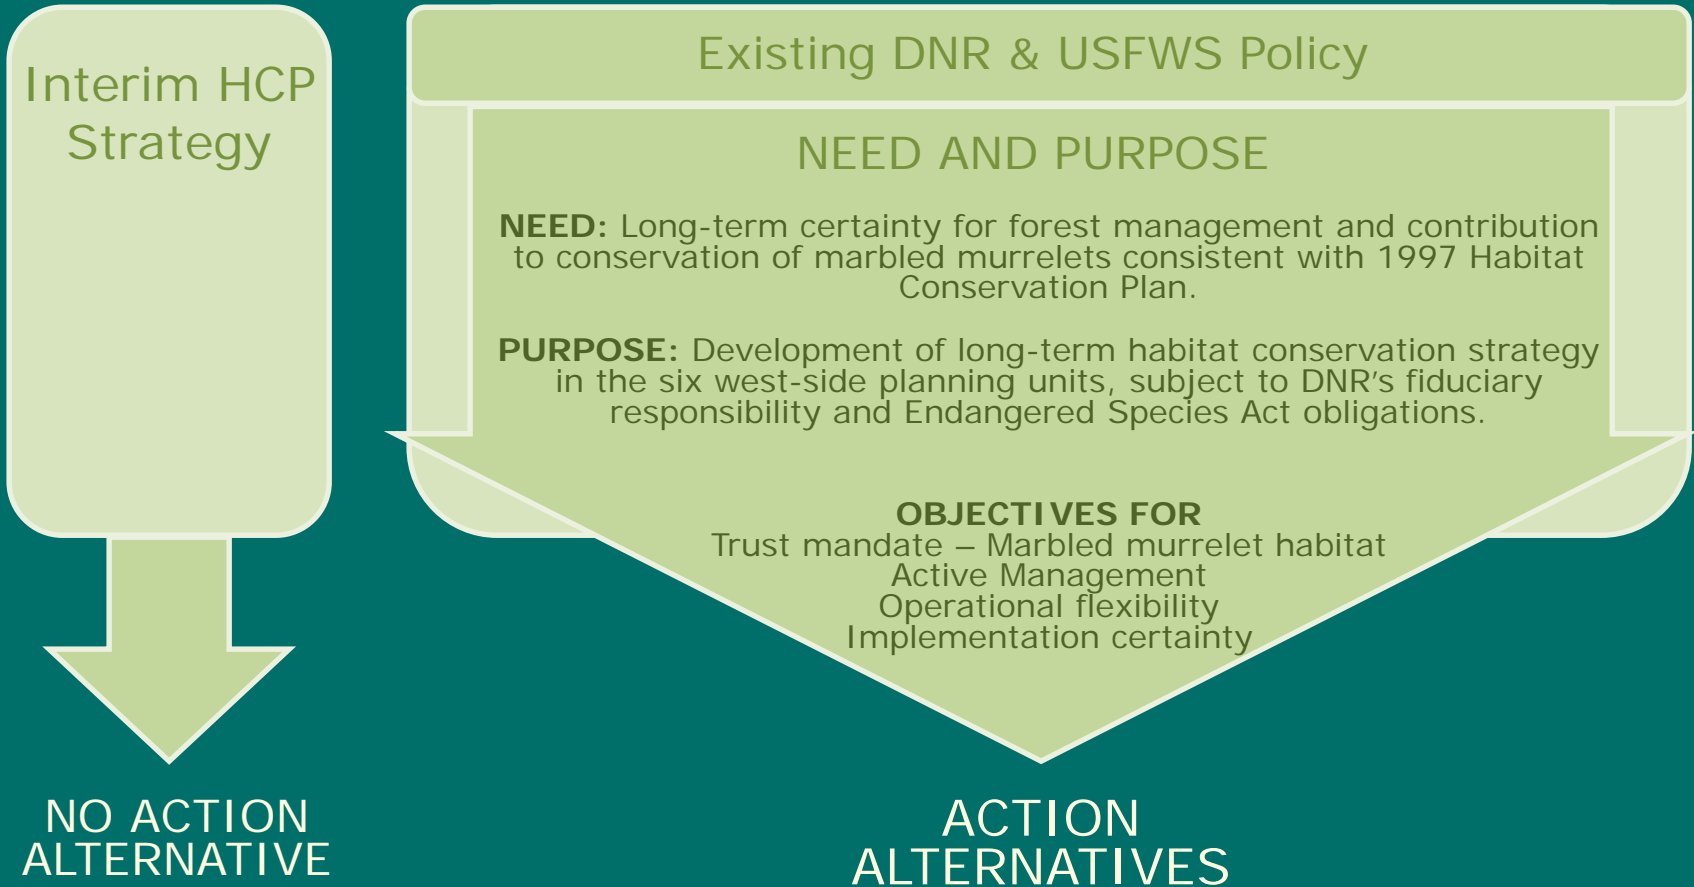 Interim HCP
Strategy
Existing DNR & USFWS Policy
NEED AND PURPOSE
NEED: Long-term certainty for forest management and contribution
to conservation of marbled murrelets consistent with 1997 Habitat
Conservation Plan.
PURPOSE: Development of long-term habitat conservation strategy
in the six west-side planning units, subject to DNR’s fiduciary
responsibility and Endangered Species Act obligations.
OBJECTIVES FOR
Trust mandate – Marbled murrelet habitat
Active Management
Operational flexibility
Implementation certainty
NO ACTION
ALTERNATIVE
ACTION
ALTERNATIVES